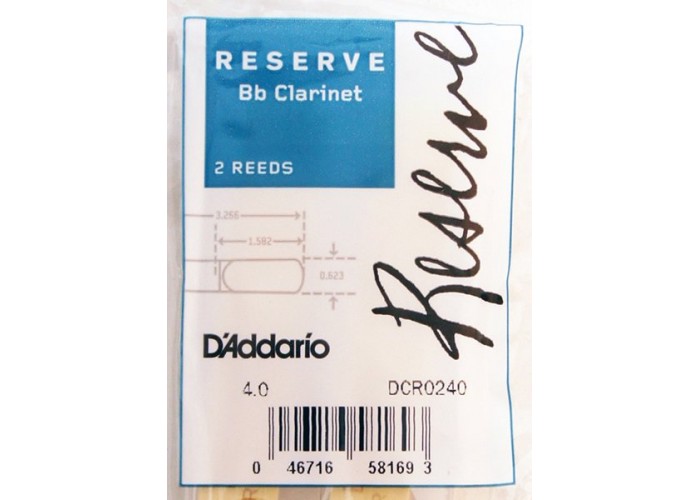 RESERVE
Bb Clarinet
2 REEDS
Reserve
3.266
1.582
0.623
D'Addario
4.0 DCR0240
0 46716 58169 3